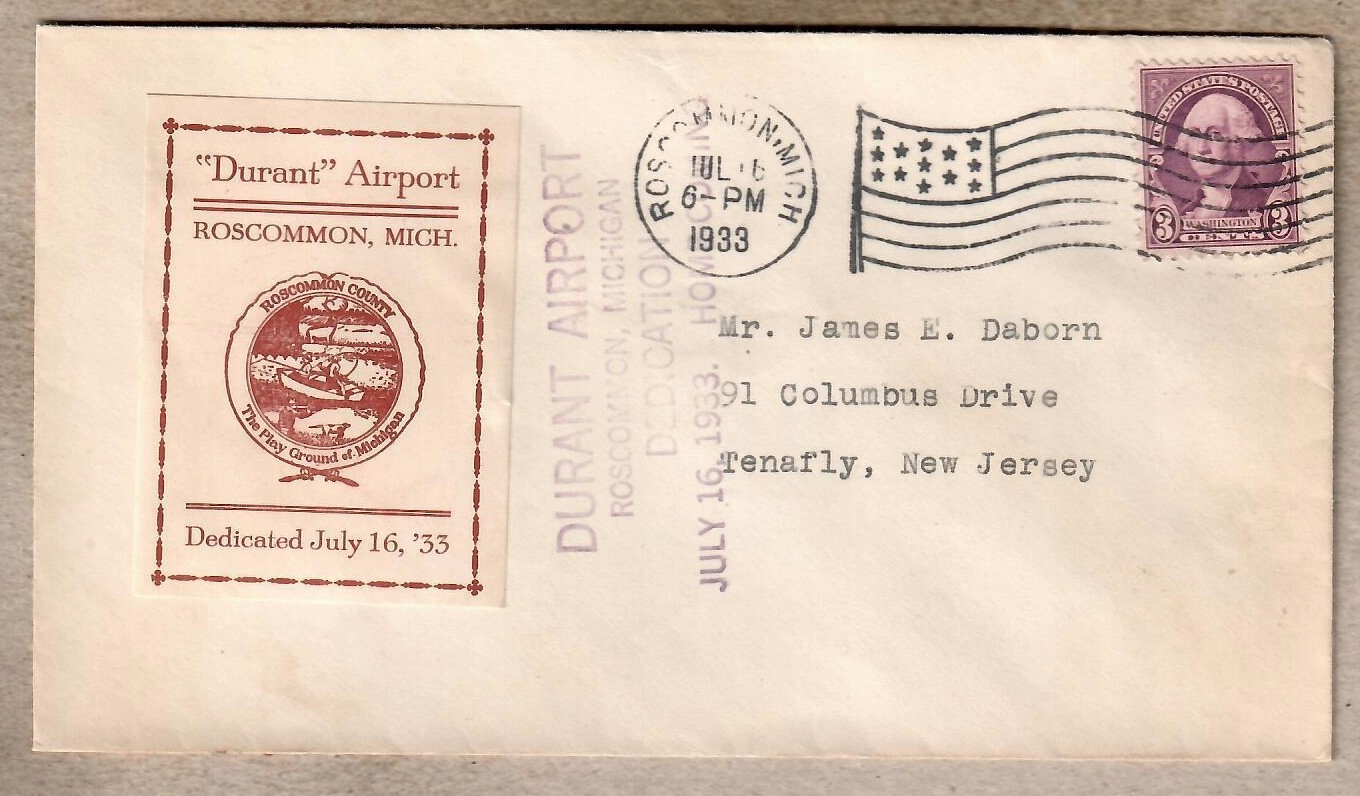 “Durant” Airport
ROSCOMMON, MICH.
ROSCOMMON COUNTY
The Play Ground of Michigan
Dedicated July 16, ’33
DURANT AIRPORT
ROSCOMMON, MICHIGAN
DEDICATION
JULY 16, 1933. HOMECOMING
ROSCOMMON, MICH
JUL 16
6-PM
1933
UNITED STATES POSTAGE
3 WASHINGTON 3
Mr. James E. Daborn
91 Columbus Drive
Tenafly, New Jersey